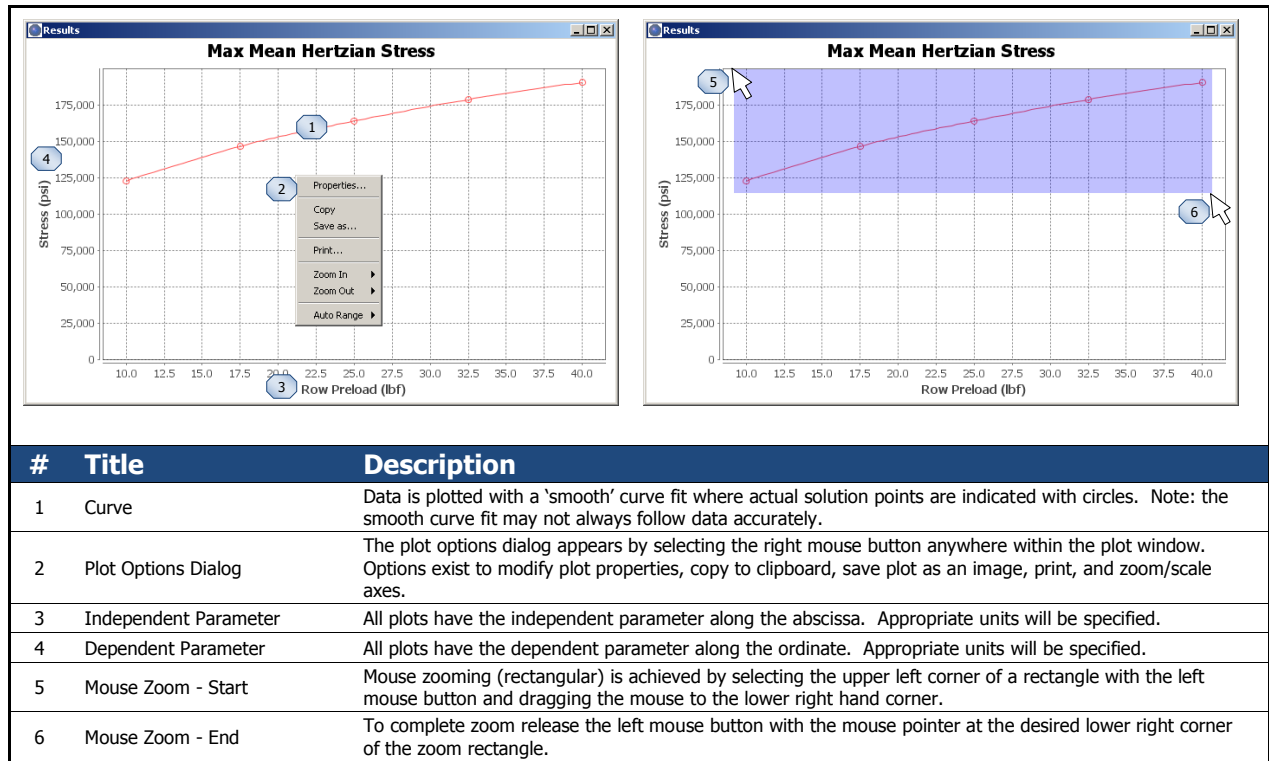 Results
Max Mean Hertzian Stress
175,000
150,000
125,000
100,000
75,000
50,000
25,000
0
Stress (psi)
10.0 12.5 15.0 17.5 20.0 22.5 25.0 27.5 30.0 32.5 35.0 37.5 40.0
Row Preload (lbf)
1
2
3
4
Properties...
Copy
Save as...
Print...
Zoom In
Zoom Out
Auto Range
Results
Max Mean Hertzian Stress
175,000
150,000
125,000
100,000
75,000
50,000
25,000
0
Stress (psi)
10.0 12.5 15.0 17.5 20.0 22.5 25.0 27.5 30.0 32.5 35.0 37.5 40.0
Row Preload (lbf)
5
6
# Title Description
1 Curve Data is plotted with a ‘smooth’ curve fit where actual solution points are indicated with circles. Note: the
smooth curve fit may not always follow data accurately.
2 Plot Options Dialog The plot options dialog appears by selecting the right mouse button anywhere within the plot window.
Options exist to modify plot properties, copy to clipboard, save plot as an image, print, and zoom/scale
axes.
3 Independent Parameter All plots have the independent parameter along the abscissa. Appropriate units will be specified.
4 Dependent Parameter All plots have the dependent parameter along the ordinate. Appropriate units will be specified.
5 Mouse Zoom - Start Mouse zooming (rectangular) is achieved by selecting the upper left corner of a rectangle with the left
mouse button and dragging the mouse to the lower right hand corner.
6 Mouse Zoom - End To complete zoom release the left mouse button with the mouse pointer at the desired lower right corner
of the zoom rectangle.